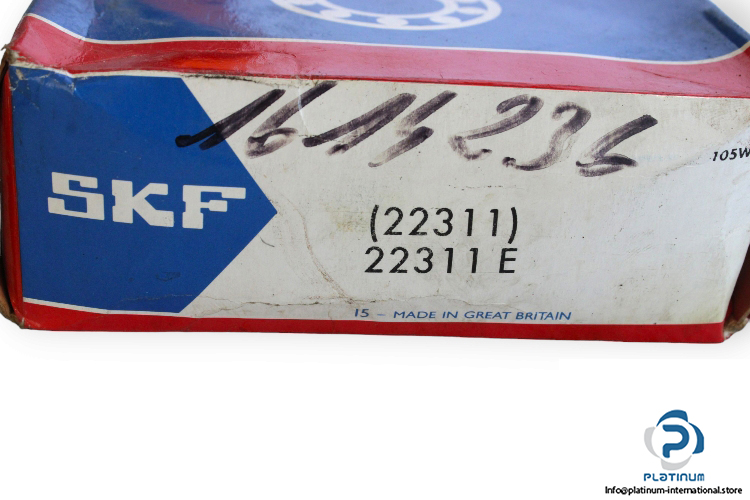 105W
SKF
(22311)
22311 E
15 - MADE IN GREAT BRITAIN
PLATINUM
Info@platinum-international.store